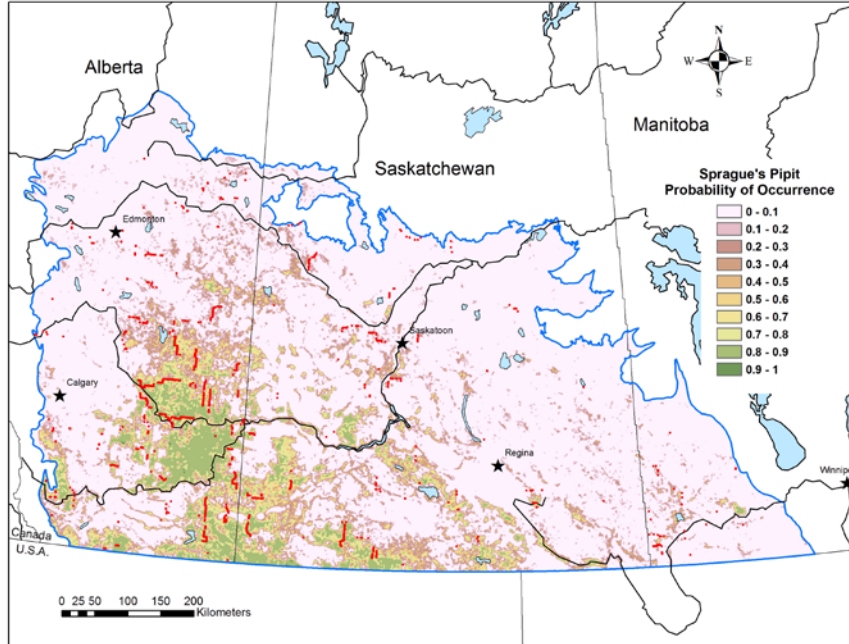 N
W E
S
Alberta
Manitoba
Saskatchewan
Sprague's Pipit
Probability of Occurrence
0 - 0.1
0.1 - 0.2
0.2 - 0.3
0.3 - 0.4
0.4 - 0.5
0.5 - 0.6
0.6 - 0.7
0.7 - 0.8
0.8 - 0.9
0.9 - 1
Edmonton
Saskatoon
Calgary
Regina
Winnipe
Canada
U.S.A.
0 25 50 100 150 200
Kilometers